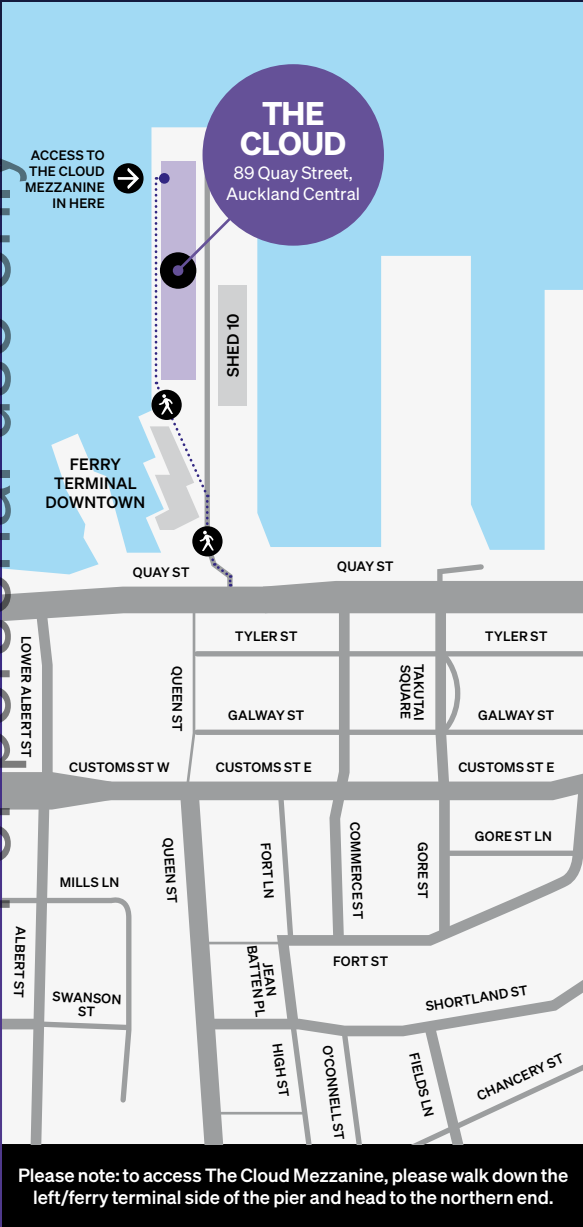 THE
CLOUD
89 Quay Street,
Auckland Central
ACCESS TO
THE CLOUD
MEZZANINE
IN HERE
SHED 10
FERRY
TERMINAL
DOWNTOWN
QUAY ST
QUAY ST
TYLER ST
TYLER ST
LOWER ALBERT ST
QUEEN ST
TAKUTAI
SQUARE
GALWAY ST
GALWAY ST
CUSTOMS ST W
CUSTOMS ST E
CUSTOMS ST E
GORE ST LN
QUEEN ST
FORT LN
COMMERCE ST
GORE ST
MILLS LN
ALBERT ST
JEAN
BATTEN PL
FORT ST
SWANSON
ST
SHORTLAND ST
HIGH ST
O'CONNELL ST
FIELDS LN
CHANCERY ST
Please note: to access The Cloud Mezzanine, please walk down the
left/ferry terminal side of the pier and head to the northern end.